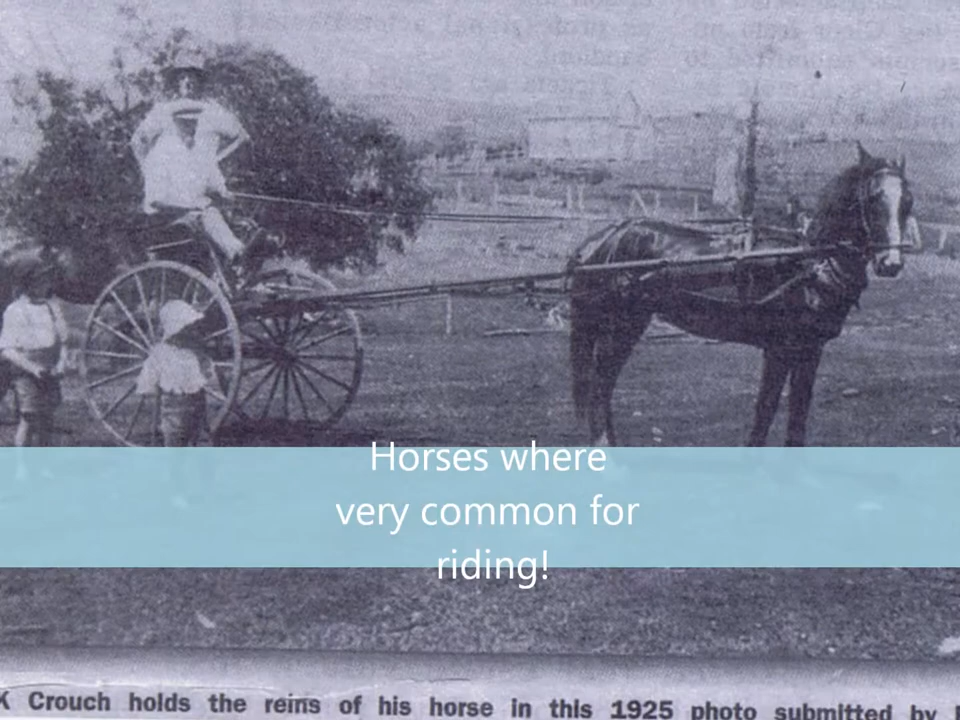 Horses where
very common for
riding!
K Crouch holds the reins of his horse in this 1925 photo submitted by